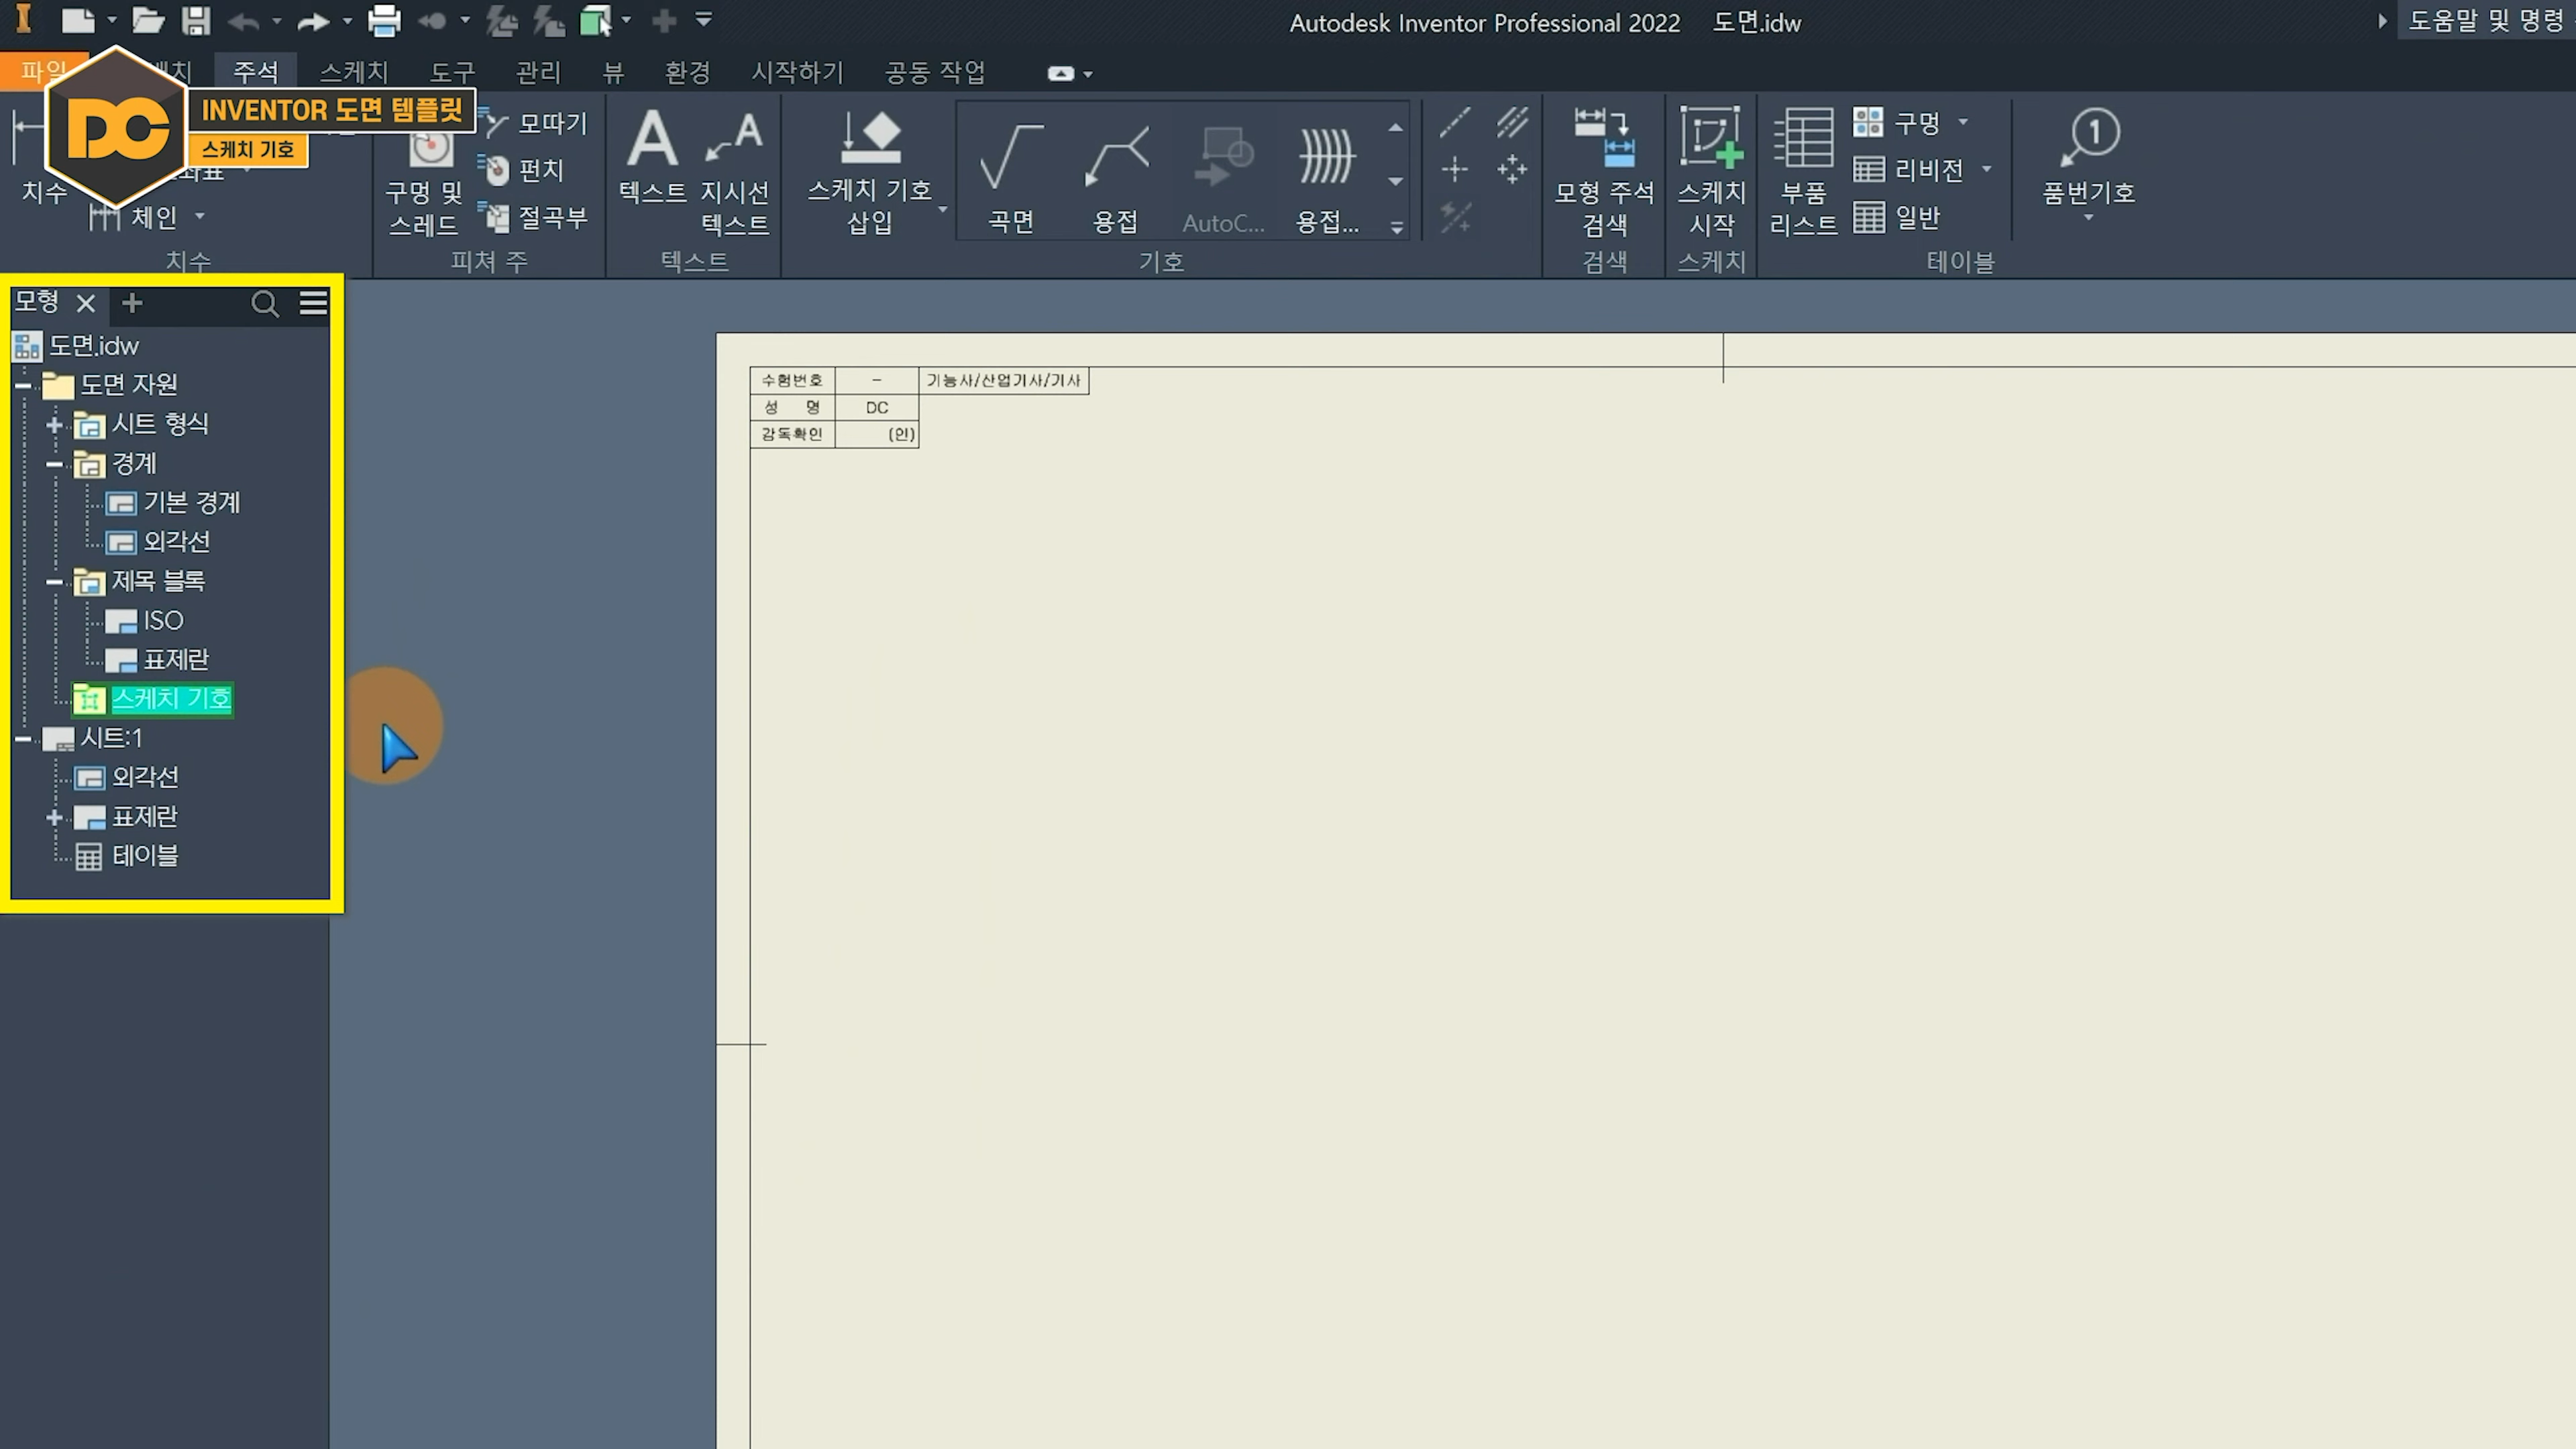 Autodesk Inventor Professional 2022 도면.idw
도움말 및 명령
파일 주석 스케치 도구 관리 뷰 환경 시작하기 공동 작업
DC
INVENTOR 도면 템플릿
스케치 기호
치수
체인
치수
구멍 및
스레드
모따기
펀치
절곡부
피쳐 주
텍스트
지시선
텍스트
텍스트
스케치 기호
삽입
곡면
용접
AutoC...
용접...
기호
모형 주석
검색
검색
스케치
시작
스케치
부품
리스트
구멍
리비전
일반
테이블
1
품번기호
모형
도면.idw
도면 자원
시트 형식
경계
기본 경계
외각선
제목 블록
ISO
표제란
스케치 기호
시트:1
외각선
표제란
테이블
수험번호 – 기능사/산업기사/기사
성 명 DC
감독확인 (인)